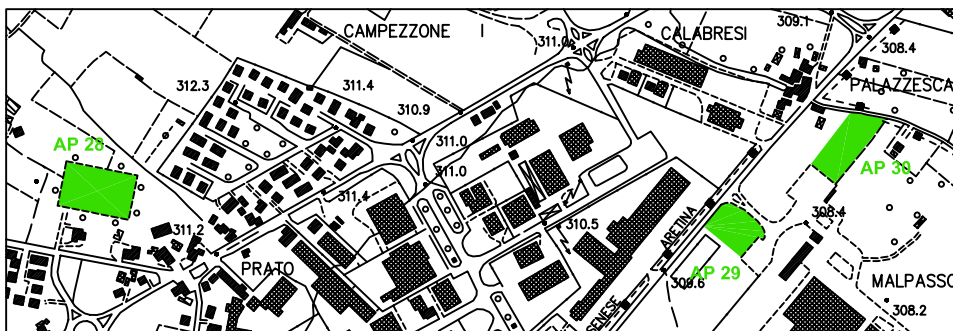 CAMPEZZONE I
CALABRESI
309.1
311.0
308.4
312.3
311.4
310.9
PALAZZESCA
AP 28
311.0
311.0
AP 30
311.4
310.5
308.4
311.2
ARETINA
PRATO
AP 29
309.6
MALPASSO
SENESE
308.2